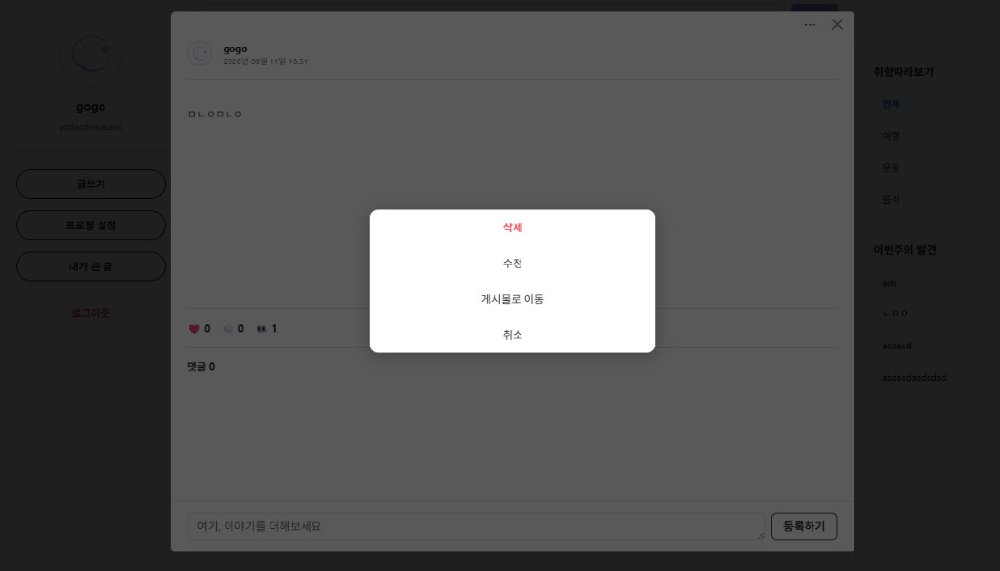 gogo
글쓰기
프로필 설정
내가 쓴 글
로그아웃
...
gogo
2026년 06월 11일 16:51
ㅁㄴㅇㅁㄴㅇ
0 0 1
댓글 0
여기, 이야기를 더해보세요
등록하기
삭제
수정
게시물로 이동
취소
취향따라보기
전체
여행
운동
음식
이번주의 발견
ads
ㄴㅁㅇ
asdasd
asdasdasdsdad